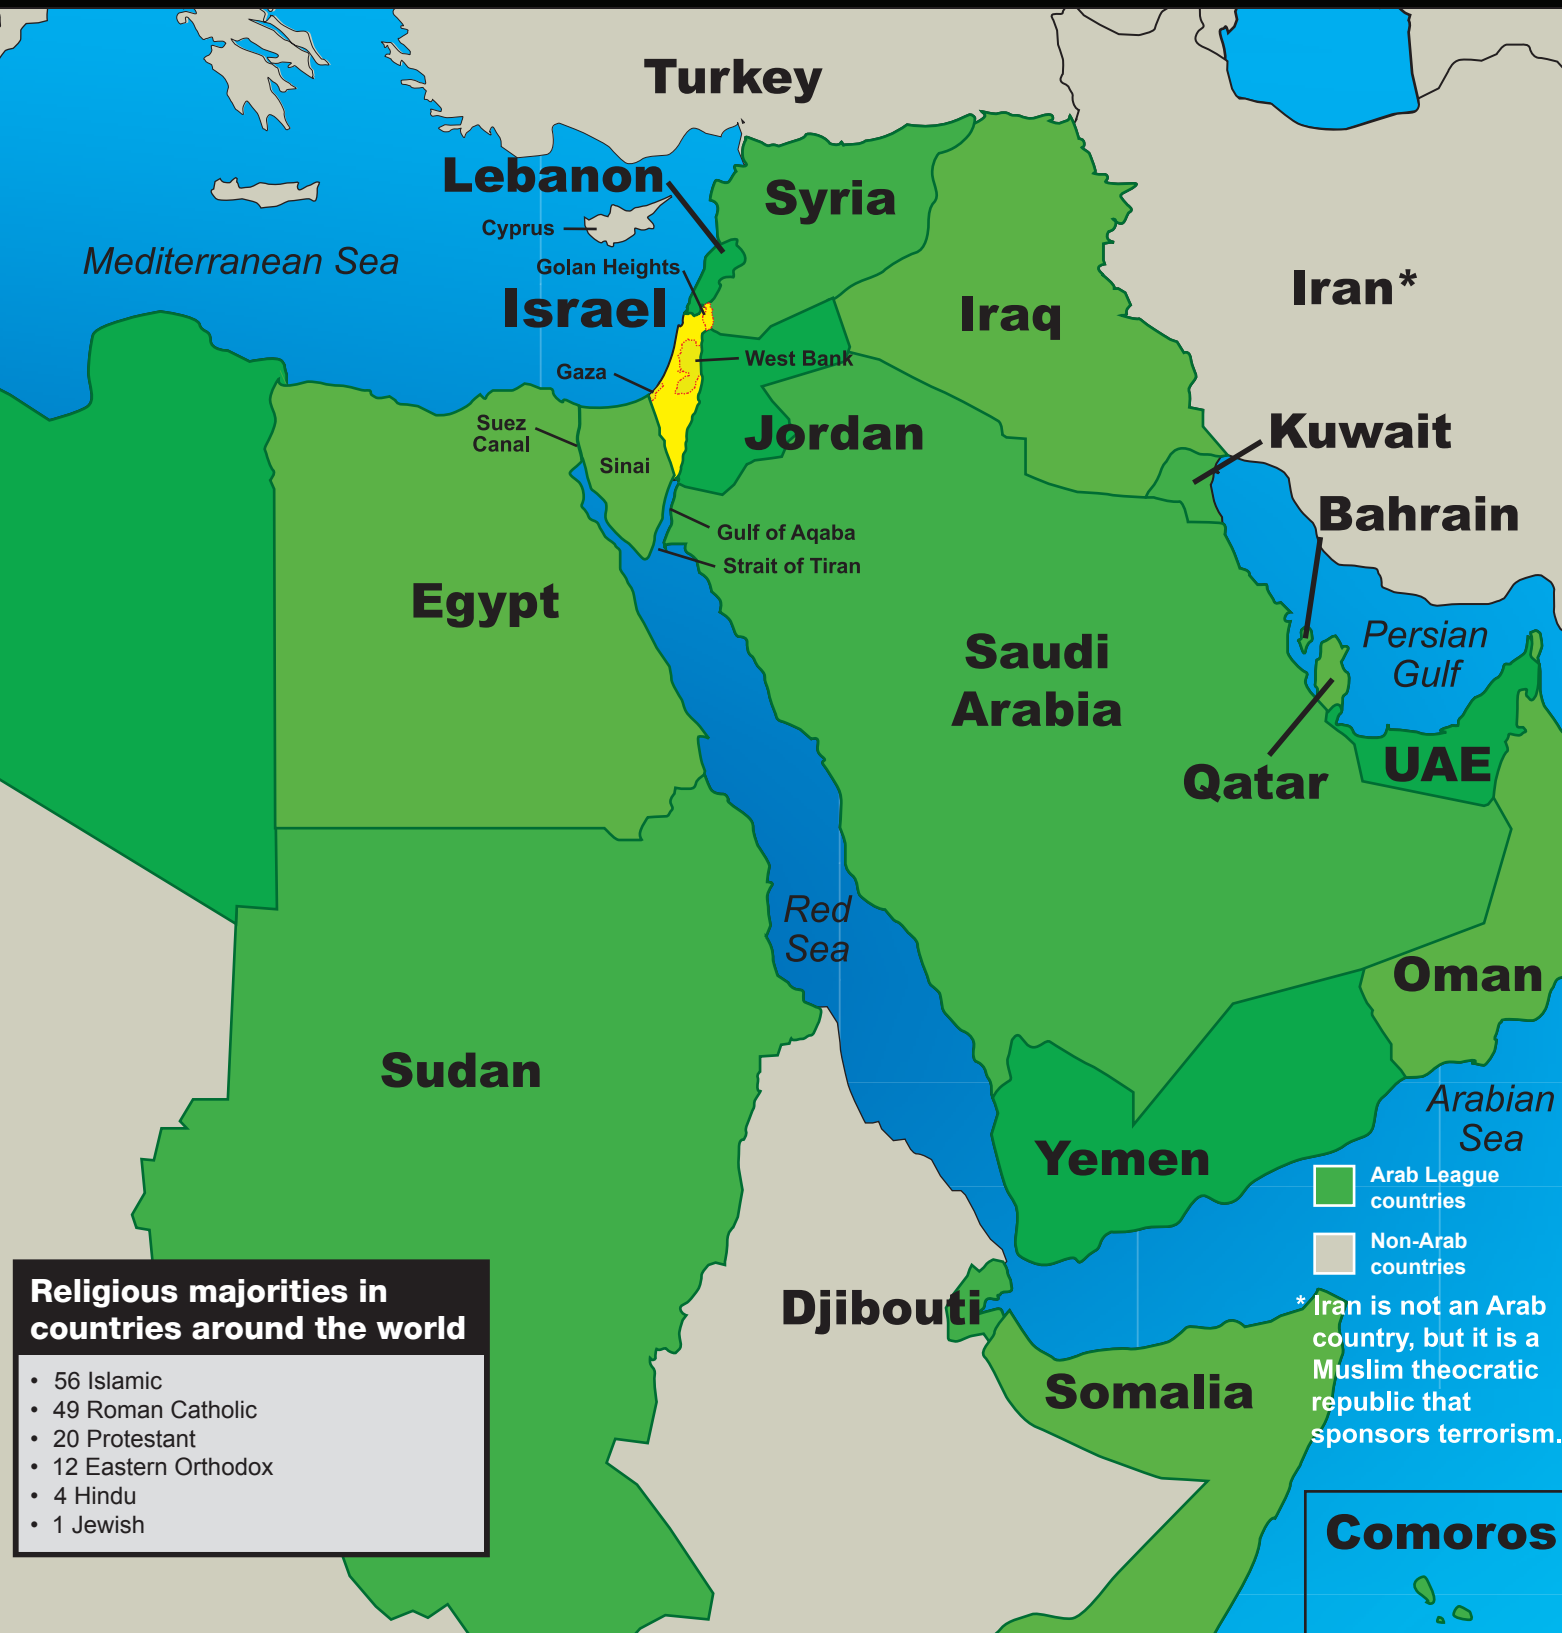 Turkey
Lebanon
Syria
Cyprus
Mediterranean Sea
Golan Heights
Israel
Iran*
Iraq
West Bank
Gaza
Suez
Canal
Jordan
Kuwait
Sinai
Bahrain
Gulf of Aqaba
Strait of Tiran
Egypt
Saudi
Arabia
Persian
Gulf
Qatar
UAE
Red
Sea
Oman
Sudan
Arabian
Sea
Yemen
Arab League
countries
Non-Arab
countries
* Iran is not an Arab
country, but it is a
Muslim theocratic
republic that
sponsors terrorism.
Djibouti
Somalia
Comoros
Religious majorities in
countries around the world
• 56 Islamic
• 49 Roman Catholic
• 20 Protestant
• 12 Eastern Orthodox
• 4 Hindu
• 1 Jewish